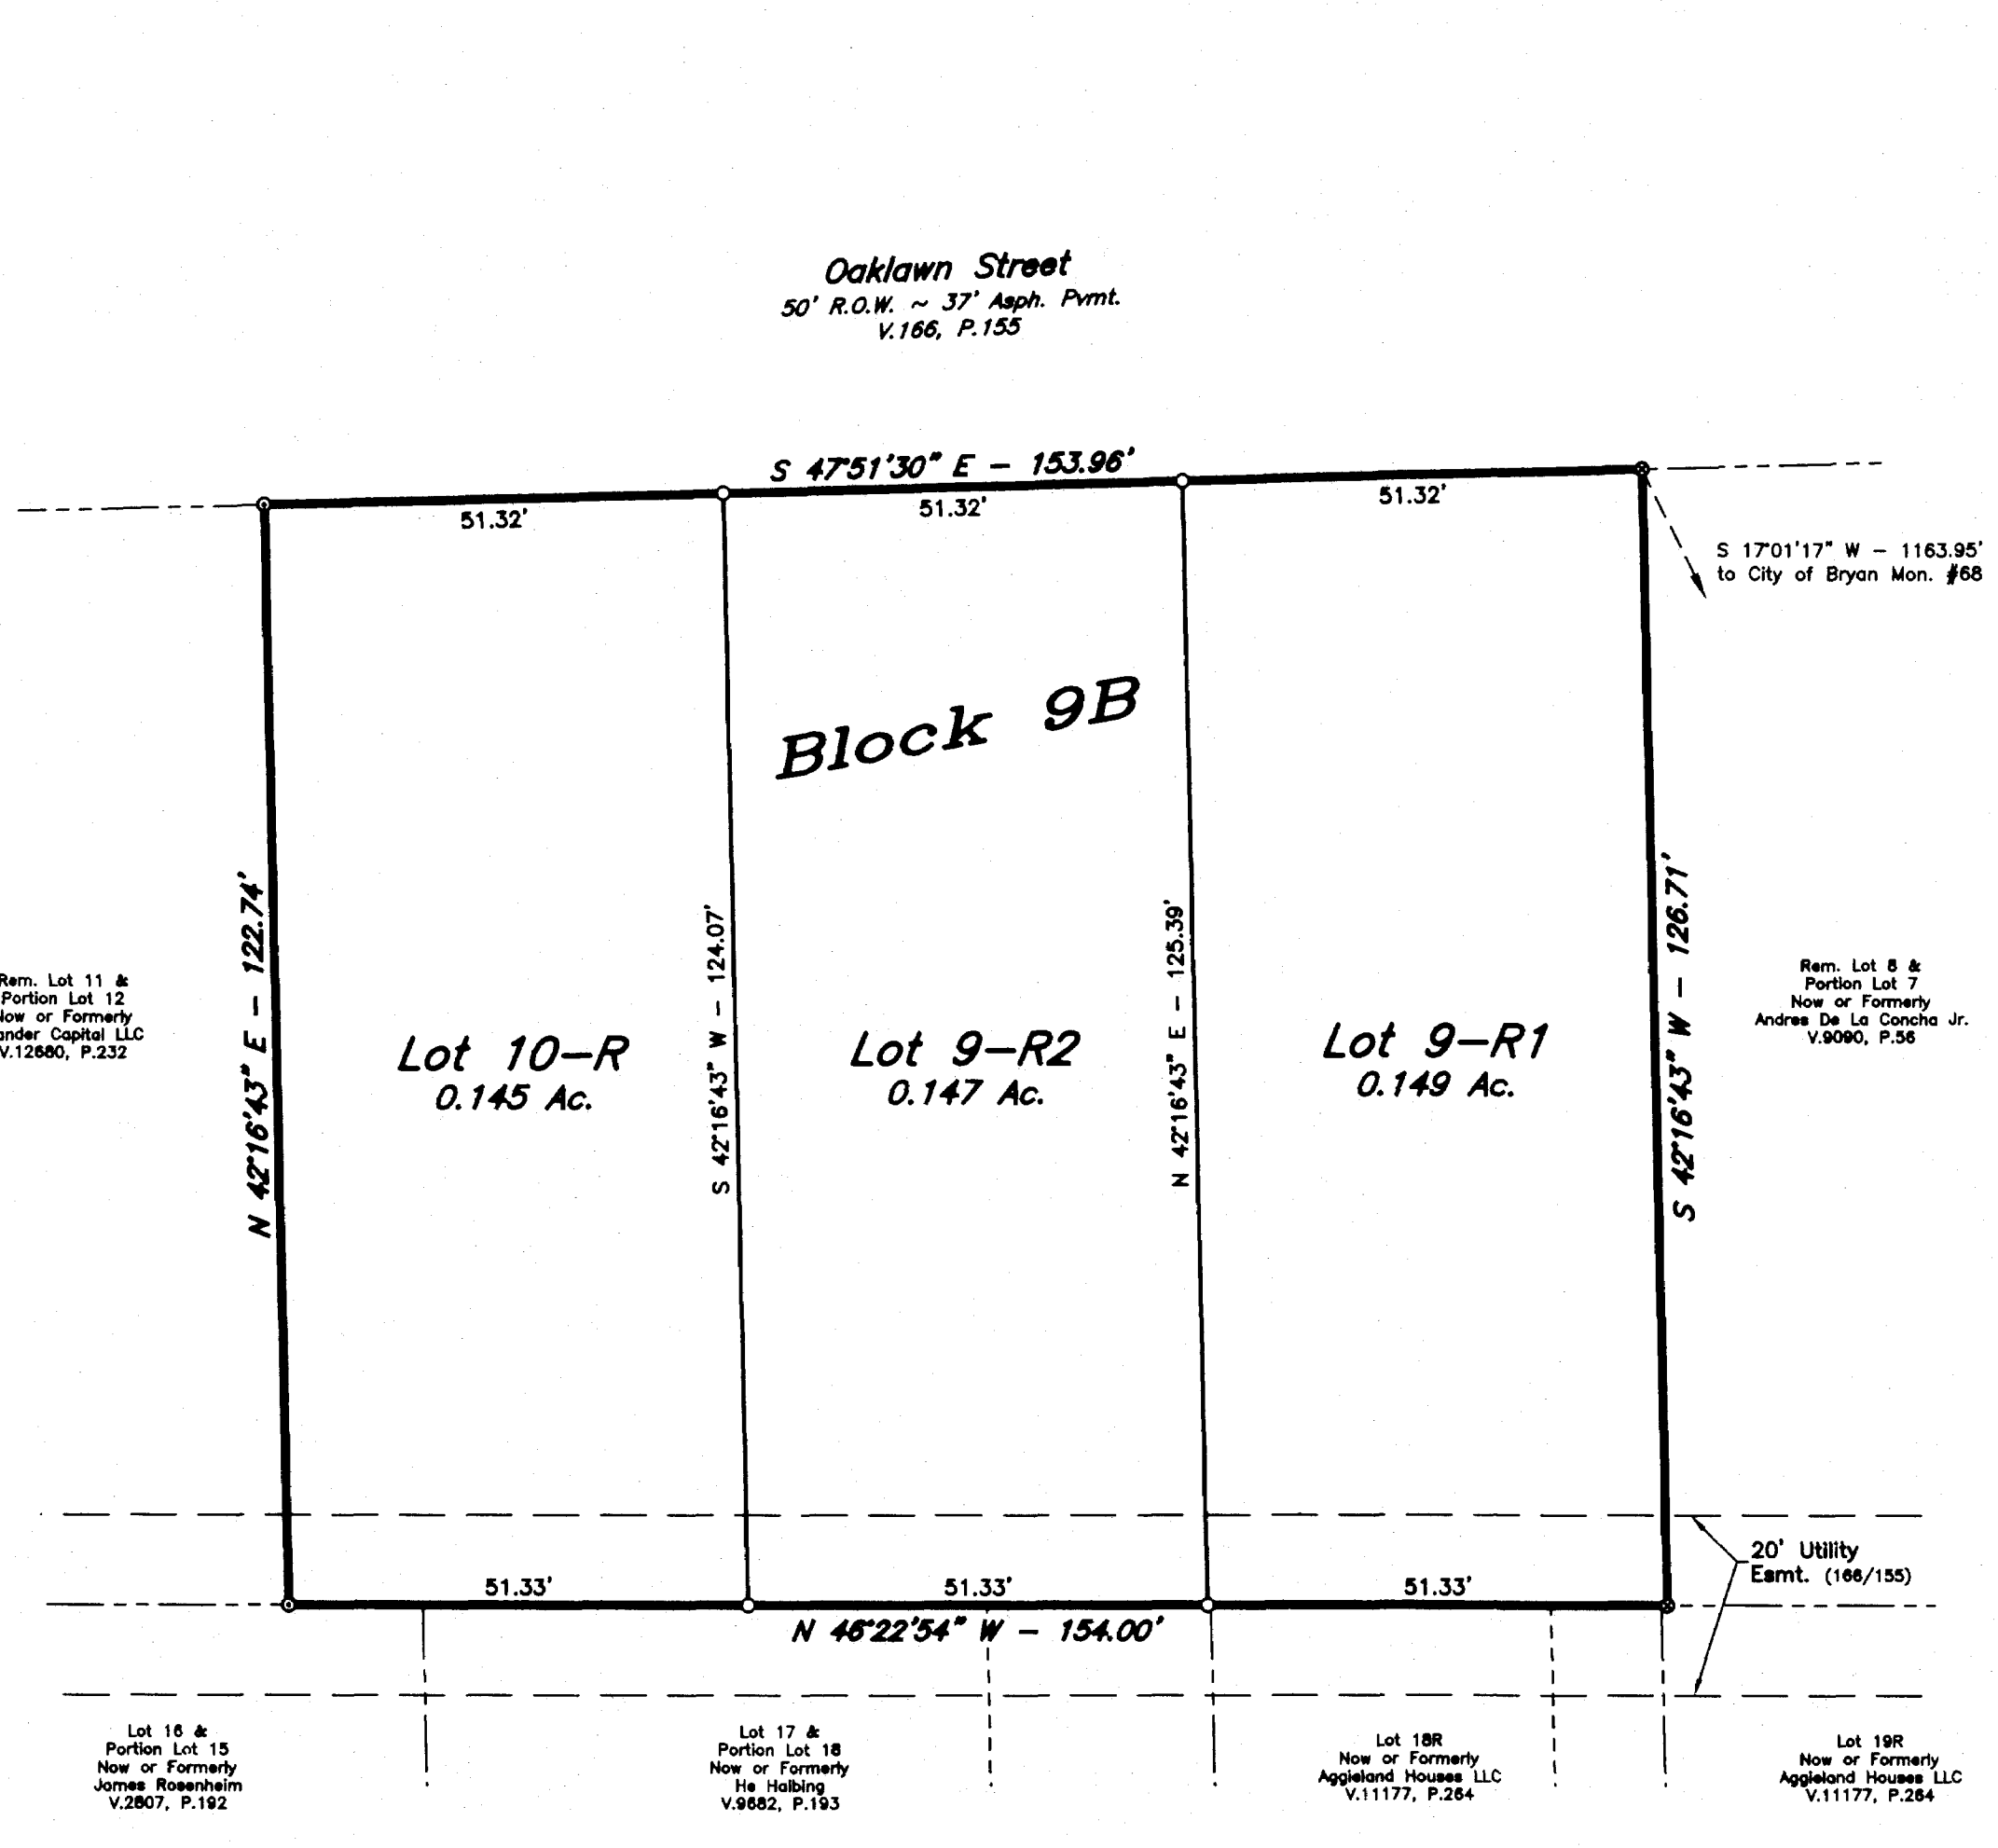 Oaklawn Street
50' R.O.W. ~ 37' Asph. Pvmt.
V.166, P.155
S 47°51'30" E - 153.96'
51.32'
51.32'
51.32'
S 17°01'17" W - 1163.95'
to City of Bryan Mon. #68
Block 9B
N 42°16'43" E - 122.74'
S 42°16'43" W - 124.07'
N 42°16'43" E - 125.39'
S 42°16'43" W - 126.71'
Rem. Lot 11 &
Portion Lot 12
Now or Formerly
ander Capital LLC
V.12680, P.232
Lot 10-R
0.145 Ac.
Lot 9-R2
0.147 Ac.
Lot 9-R1
0.149 Ac.
Rem. Lot 8 &
Portion Lot 7
Now or Formerly
Andres De La Concha Jr.
V.9090, P.56
20' Utility
Esmt. (166/155)
51.33'
51.33'
51.33'
N 46°22'54" W - 154.00'
Lot 16 &
Portion Lot 15
Now or Formerly
James Rosenheim
V.2607, P.192
Lot 17 &
Portion Lot 18
Now or Formerly
He Haibing
V.9682, P.193
Lot 18R
Now or Formerly
Aggieland Houses LLC
V.11177, P.264
Lot 19R
Now or Formerly
Aggieland Houses LLC
V.11177, P.264